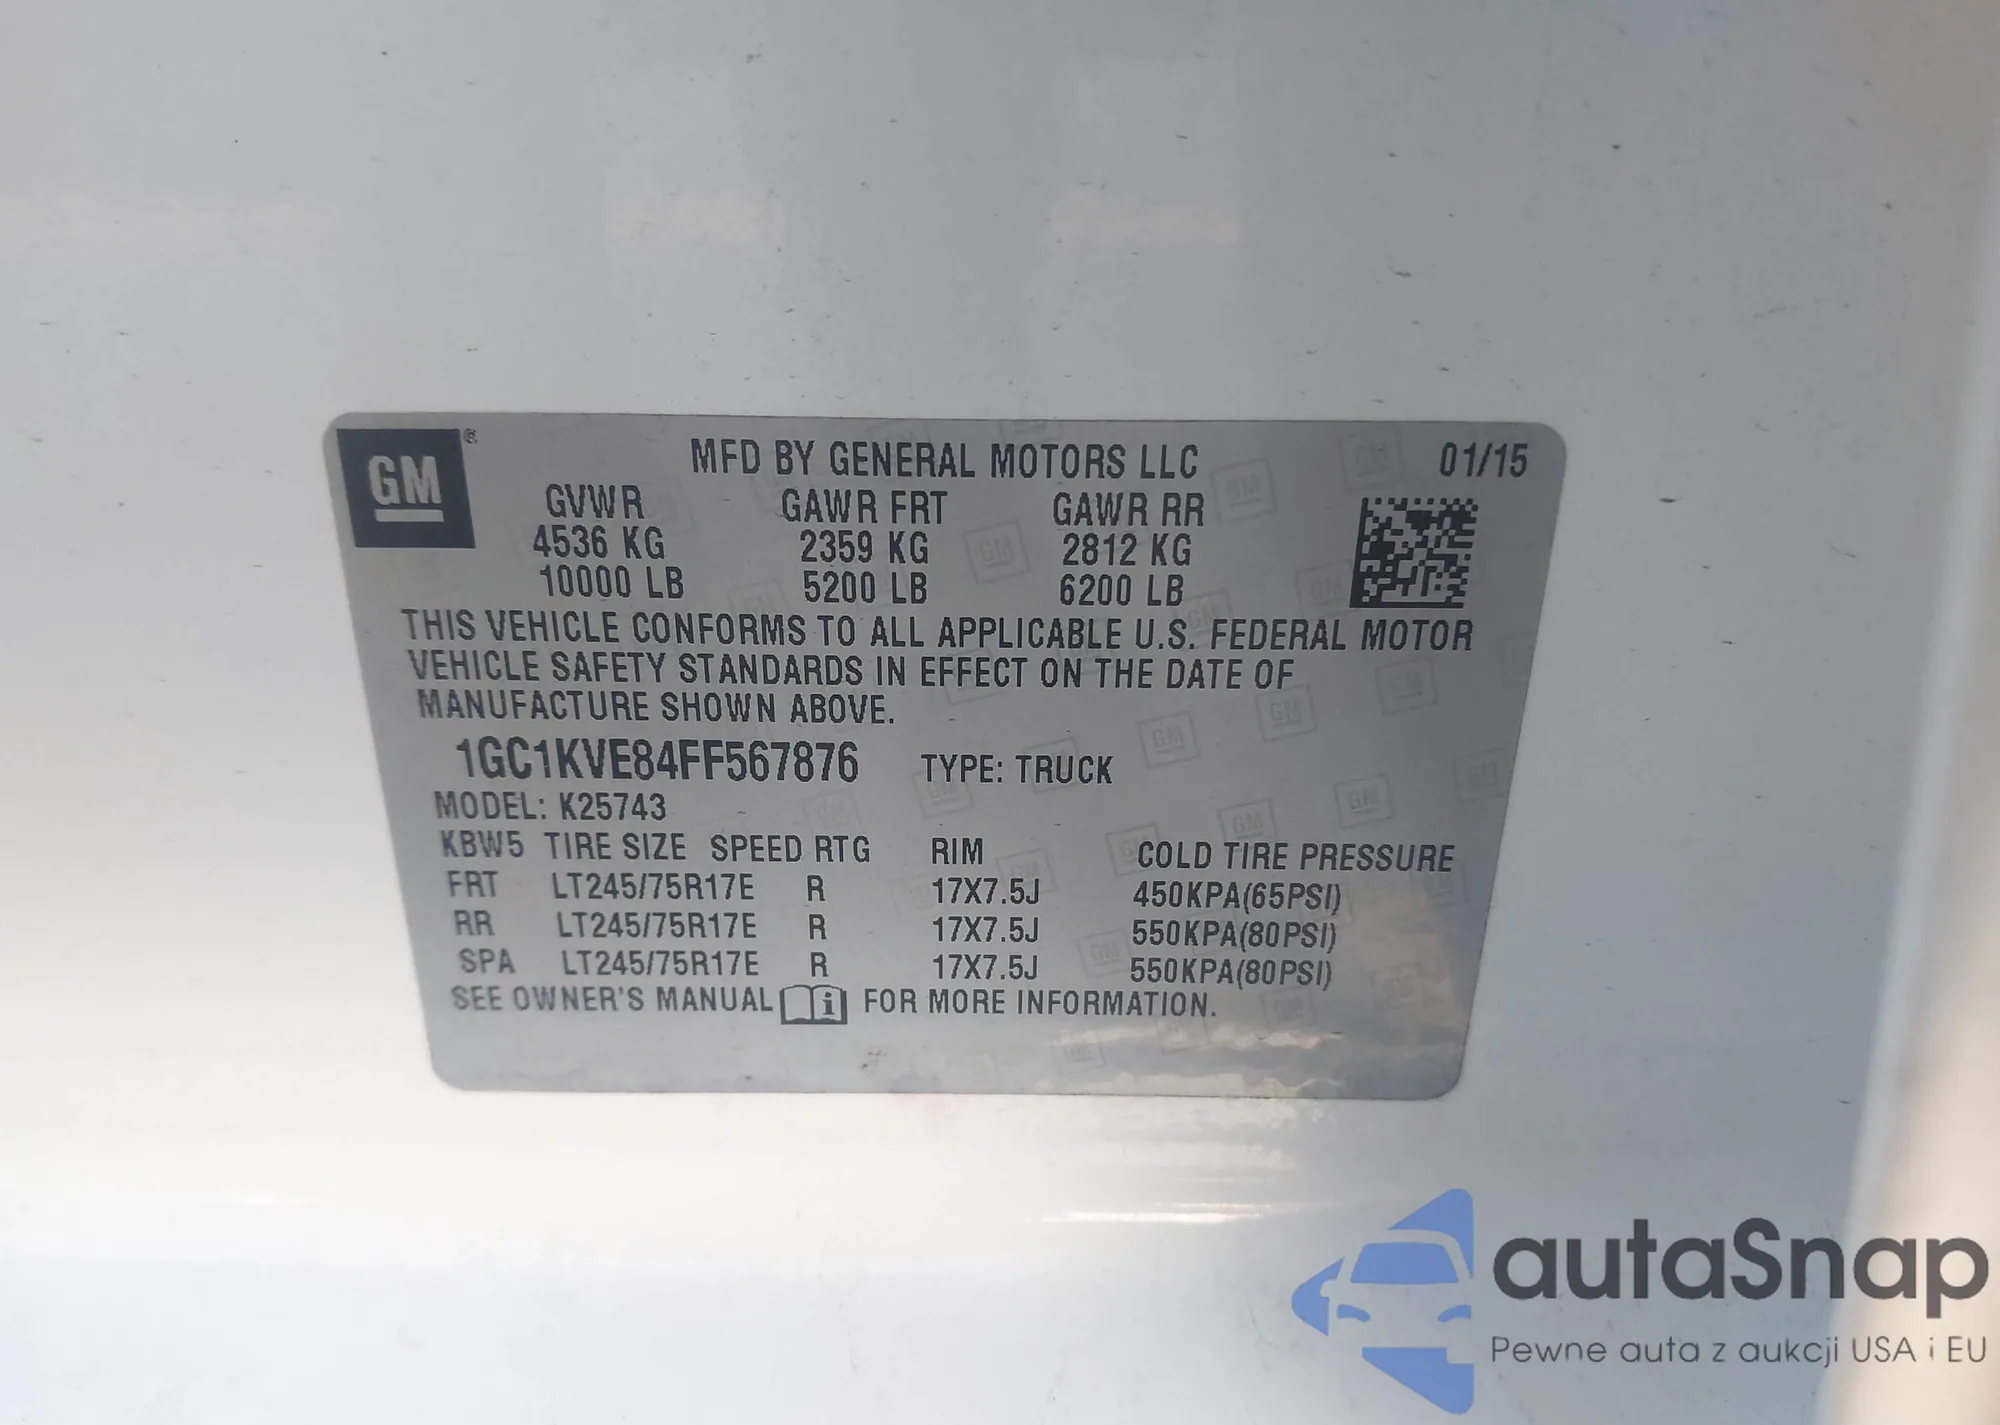 GM
®
MFD BY GENERAL MOTORS LLC 01/15
GVWR GAWR FRT GAWR RR
4536 KG 2359 KG 2812 KG
10000 LB 5200 LB 6200 LB
THIS VEHICLE CONFORMS TO ALL APPLICABLE U.S. FEDERAL MOTOR
VEHICLE SAFETY STANDARDS IN EFFECT ON THE DATE OF
MANUFACTURE SHOWN ABOVE.
1GC1KVE84FF567876 TYPE: TRUCK
MODEL: K25743
KBW5 TIRE SIZE SPEED RTG RIM COLD TIRE PRESSURE
FRT LT245/75R17E R 17X7.5J 450KPA(65PSI)
RR LT245/75R17E R 17X7.5J 550KPA(80PSI)
SPA LT245/75R17E R 17X7.5J 550KPA(80PSI)
SEE OWNER'S MANUAL i FOR MORE INFORMATION.
autaSnap
Pewne auta z aukcji USA i EU